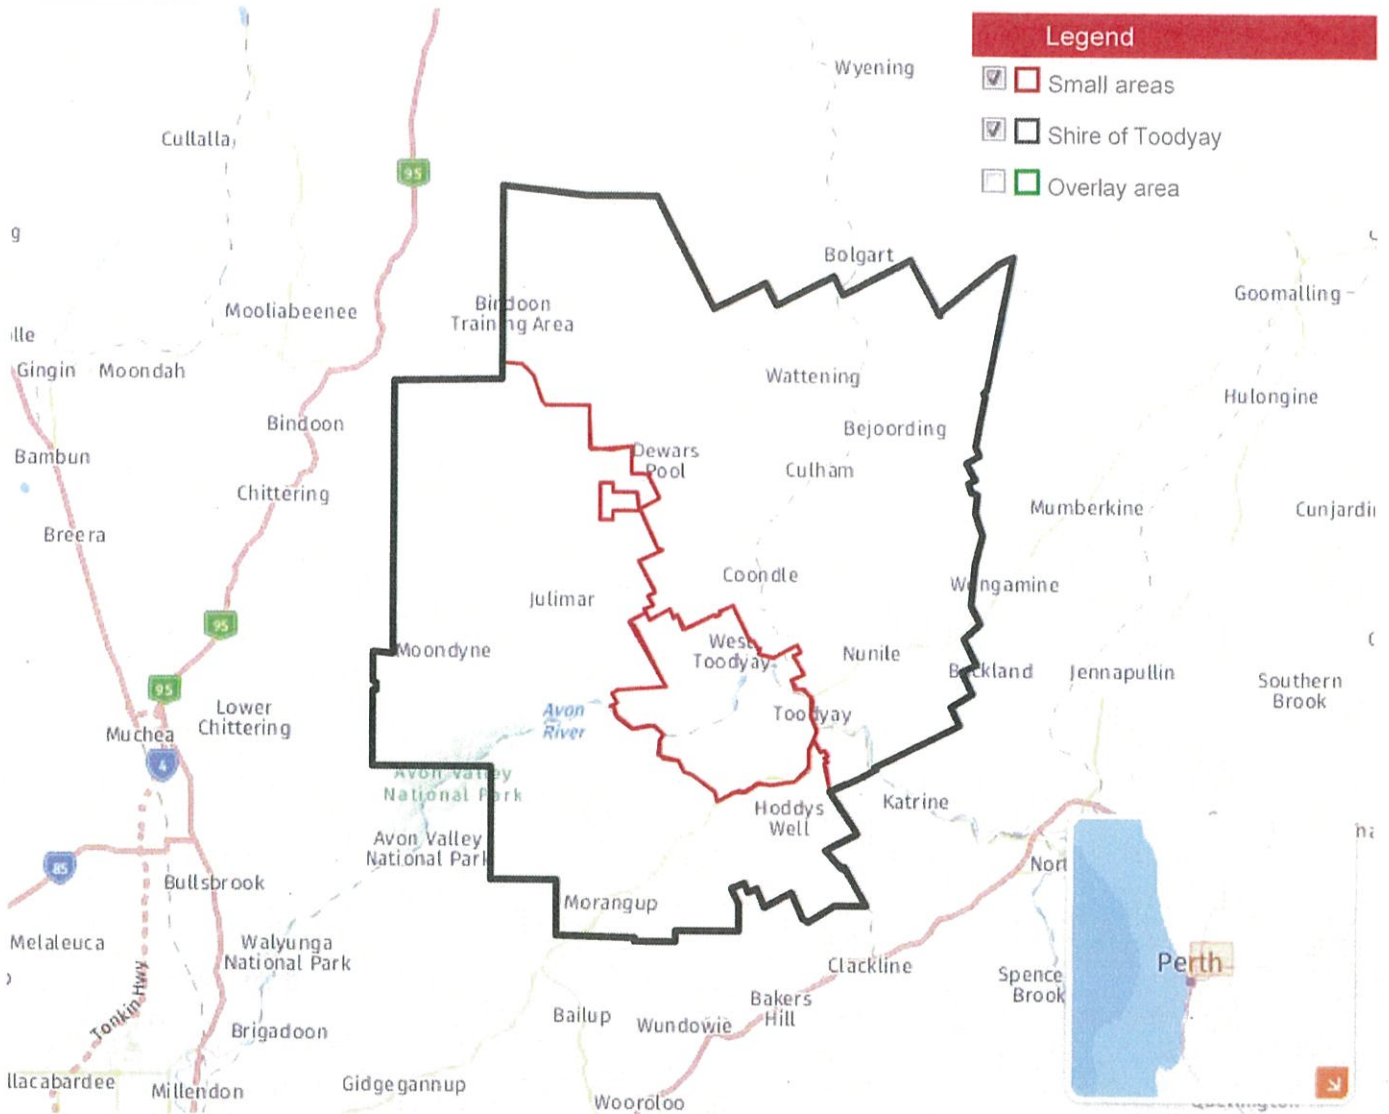 Legend
Small areas
Shire of Toodyay
Overlay area
Wyening
Cullalla
95
Bolgart
Goomalling
Mooliabeenee
Bindoon
Training Area
Gingin
Moondah
Wattening
Hulongine
Bindoon
Bejoording
Bambun
Dewars
Pool
Culham
Chittering
Mumberkine
Breera
Coondle
Julimar
Wongamine
95
Moondyne
West
Toodyay
Nunile
Buckland
Jennapullin
Southern
Brook
95
Lower
Chittering
Avon
River
Toodyay
Muchea
4
Avon Valley
National Park
Hoddys
Well
Katrine
Avon Valley
National Park
85
Bullsbrook
Morangup
Melaleuca
Walyunga
National Park
Clackline
Perth
Spence
Brook
Tonkin Hwy
Bakers
Hill
Bailup
Wundowie
Brigadoon
llacabardee
Millendon
Gidgegannup
Wooroloo